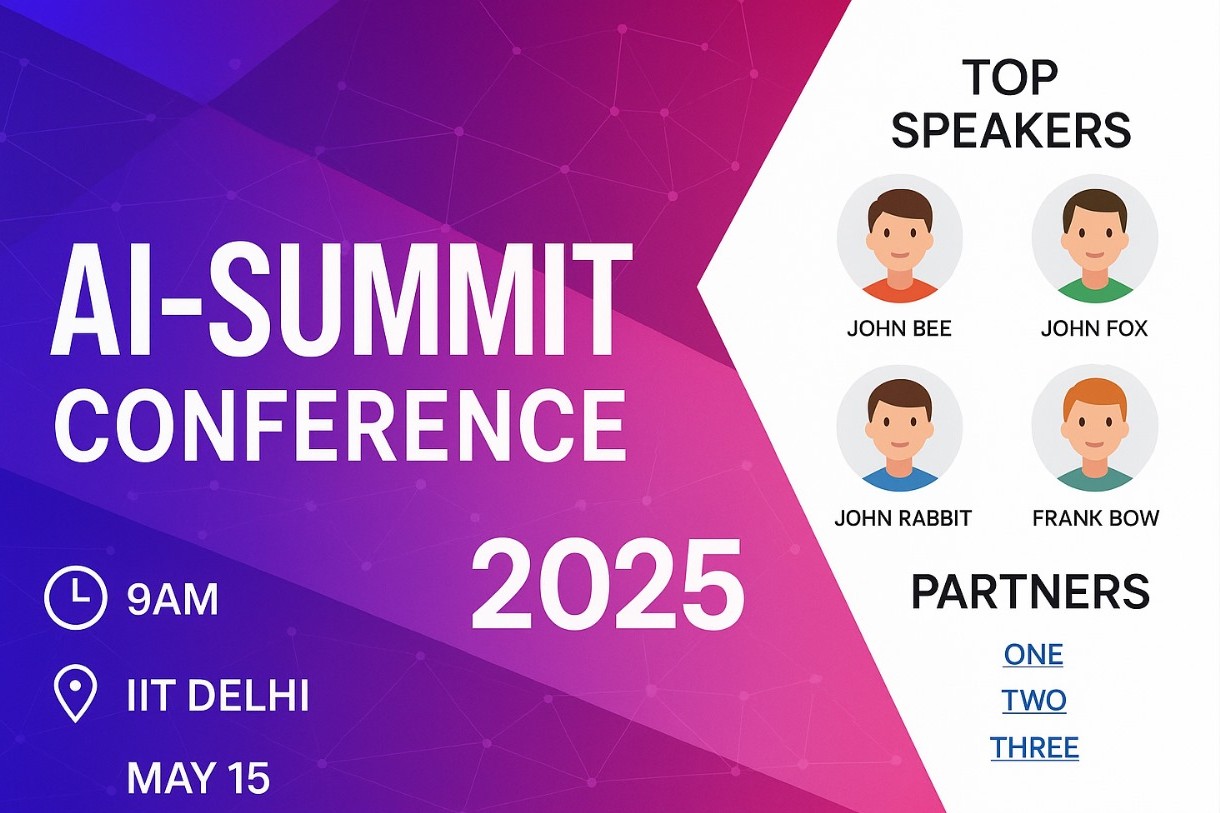 AI-SUMMIT
CONFERENCE
2025
9AM
IIT DELHI
MAY 15
TOP
SPEAKERS
JOHN BEE
JOHN FOX
JOHN RABBIT
FRANK BOW
PARTNERS
ONE
TWO
THREE